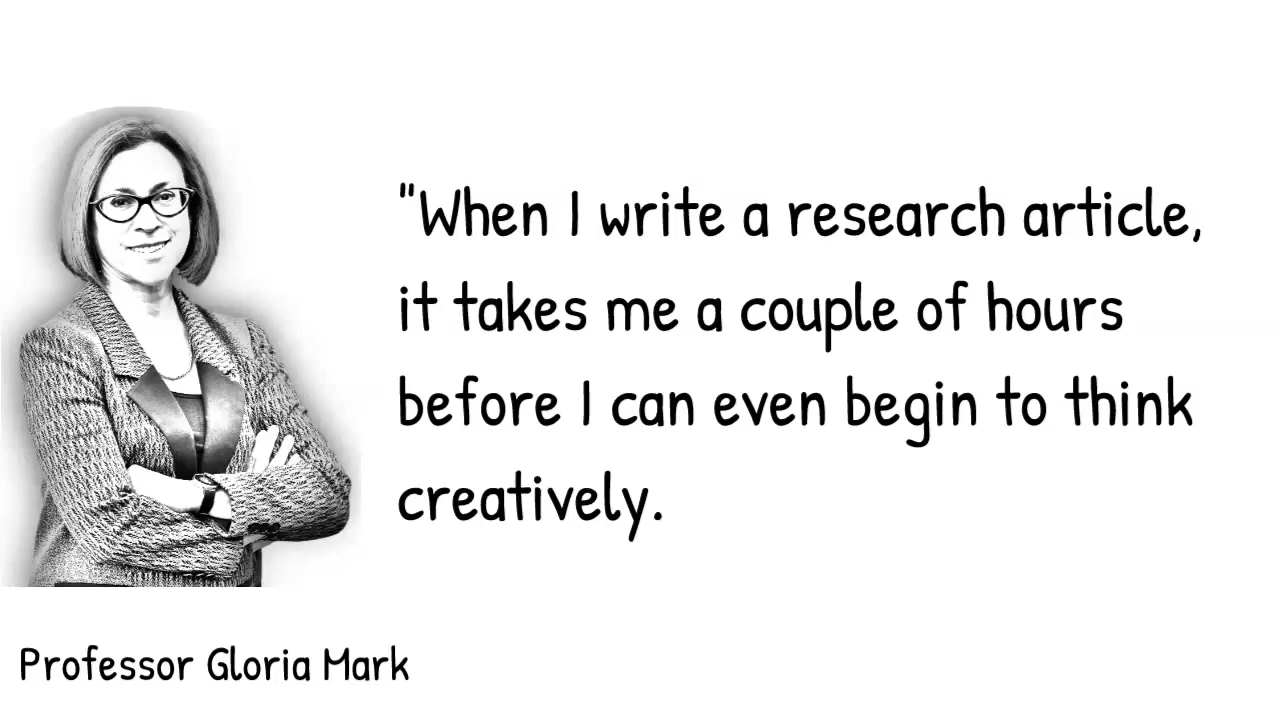 "When I write a research article,
it takes me a couple of hours
before I can even begin to think
creatively.
Professor Gloria Mark